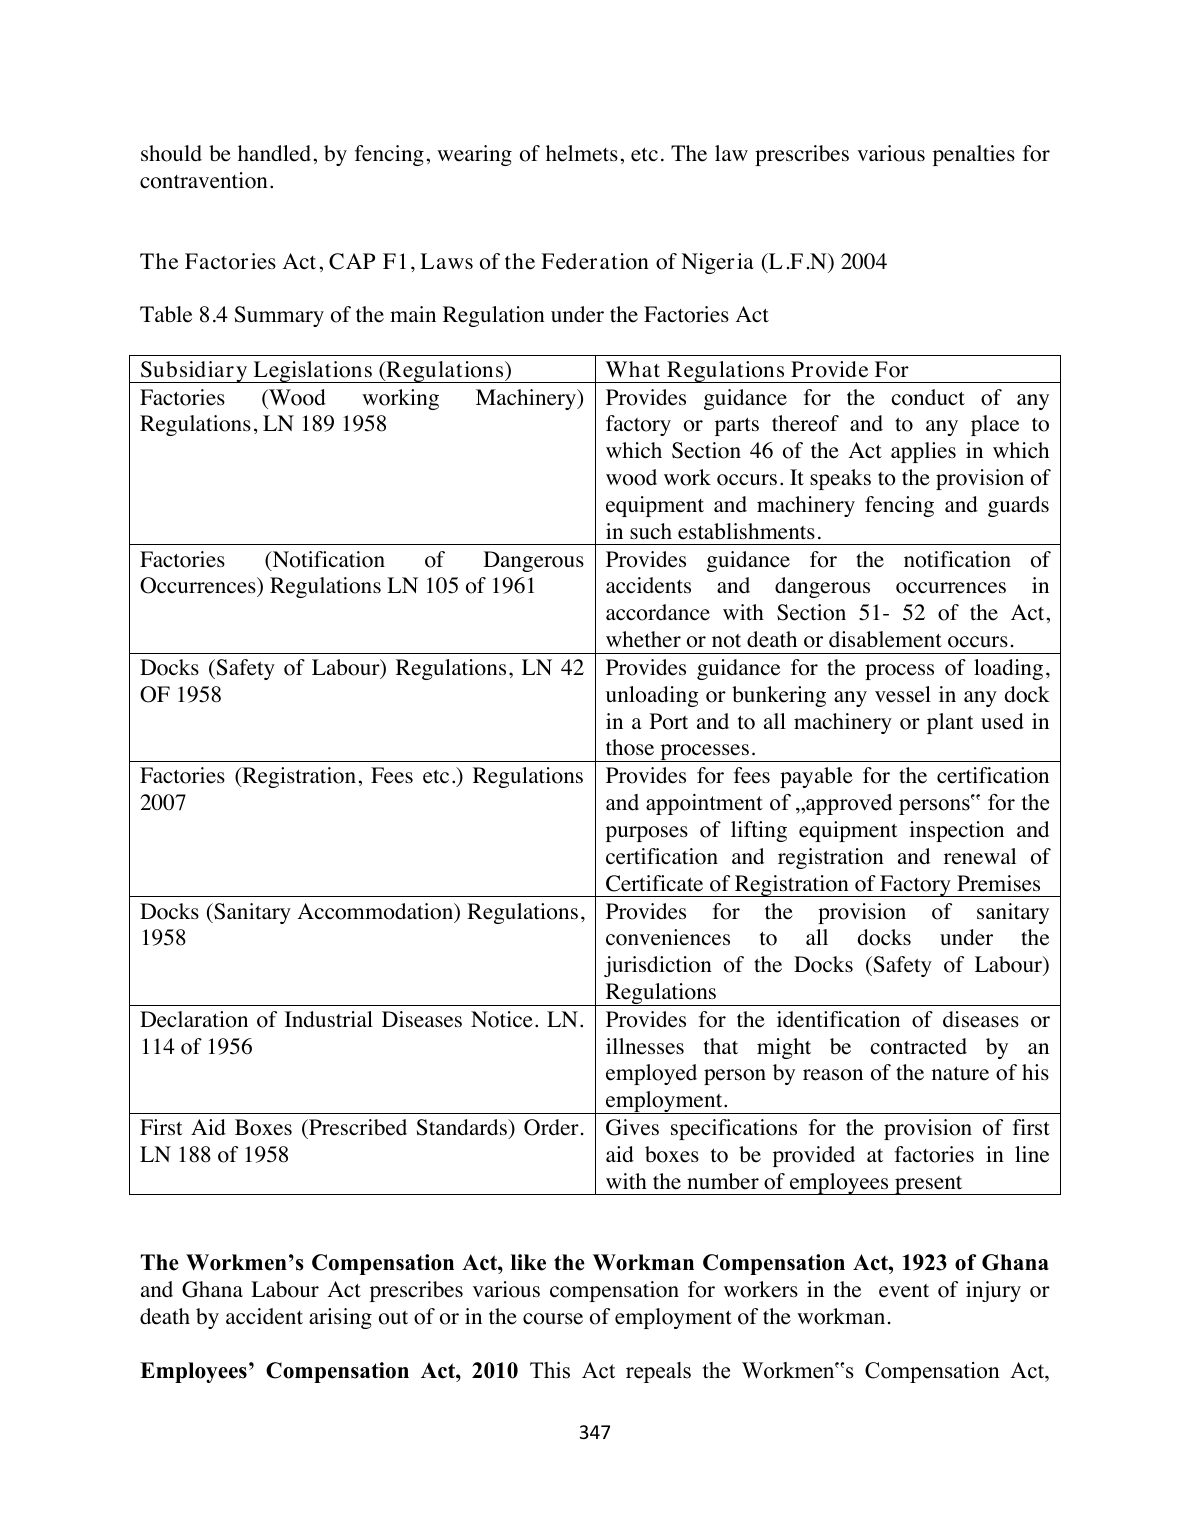 should be handled, by fencing, wearing of helmets, etc. The law prescribes various penalties for
contravention.
The Factories Act, CAP F1, Laws of the Federation of Nigeria (L.F.N) 2004
Table 8.4 Summary of the main Regulation under the Factories Act
Subsidiary Legislations (Regulations)
What Regulations Provide For
Factories (Wood working Machinery)
Regulations, LN 189 1958
Provides guidance for the conduct of any
factory or parts thereof and to any place to
which Section 46 of the Act applies in which
wood work occurs. It speaks to the provision of
equipment and machinery fencing and guards
in such establishments.
Factories (Notification of Dangerous
Occurrences) Regulations LN 105 of 1961
Provides guidance for the notification of
accidents and dangerous occurrences in
accordance with Section 51- 52 of the Act,
whether or not death or disablement occurs.
Docks (Safety of Labour) Regulations, LN 42
OF 1958
Provides guidance for the process of loading,
unloading or bunkering any vessel in any dock
in a Port and to all machinery or plant used in
those processes.
Factories (Registration, Fees etc.) Regulations
2007
Provides for fees payable for the certification
and appointment of „approved persons‟ for the
purposes of lifting equipment inspection and
certification and registration and renewal of
Certificate of Registration of Factory Premises
Docks (Sanitary Accommodation) Regulations,
1958
Provides for the provision of sanitary
conveniences to all docks under the
jurisdiction of the Docks (Safety of Labour)
Regulations
Declaration of Industrial Diseases Notice. LN.
114 of 1956
Provides for the identification of diseases or
illnesses that might be contracted by an
employed person by reason of the nature of his
employment.
First Aid Boxes (Prescribed Standards) Order.
LN 188 of 1958
Gives specifications for the provision of first
aid boxes to be provided at factories in line
with the number of employees present
The Workmen’s Compensation Act, like the Workman Compensation Act, 1923 of Ghana
and Ghana Labour Act prescribes various compensation for workers in the event of injury or
death by accident arising out of or in the course of employment of the workman.
Employees’ Compensation Act, 2010 This Act repeals the Workmen‟s Compensation Act,
347